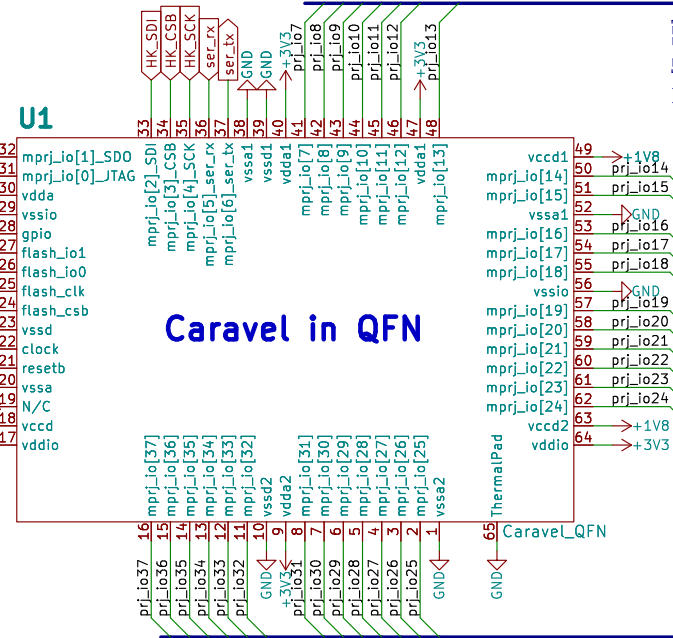 HK_SDI
HK_CSB
HK_SCK
ser_rx
ser_tx
GND
GND
+3V3
prj_io7
prj_io8
prj_io9
prj_io10
prj_io11
prj_io12
+3V3
prj_io13
U1
33
34
35
36
37
38
39
40
41
42
43
44
45
46
47
48
mprj_io[2]_SDI
mprj_io[3]_CSB
mprj_io[4]_SCK
mprj_io[5]_ser_rx
mprj_io[6]_ser_tx
vssa1
vssd1
vdda1
mprj_io[7]
mprj_io[8]
mprj_io[9]
mprj_io[10]
mprj_io[11]
mprj_io[12]
vdda1
mprj_io[13]
32 mprj_io[1]_SDO
31 mprj_io[0]_JTAG
30 vdda
29 vssio
28 gpio
27 flash_io1
26 flash_io0
25 flash_clk
24 flash_csb
23 vssd
22 clock
21 resetb
20 vssa
19 N/C
18 vccd
17 vddio
Caravel in QFN
vccd1 49 +1V8
mprj_io[14] 50 prj_io14
mprj_io[15] 51 prj_io15
vssa1 52 GND
mprj_io[16] 53 prj_io16
mprj_io[17] 54 prj_io17
mprj_io[18] 55 prj_io18
vssio 56 GND
mprj_io[19] 57 prj_io19
mprj_io[20] 58 prj_io20
mprj_io[21] 59 prj_io21
mprj_io[22] 60 prj_io22
mprj_io[23] 61 prj_io23
mprj_io[24] 62 prj_io24
vccd2 63 +1V8
vddio 64 +3V3
mprj_io[37]
mprj_io[36]
mprj_io[35]
mprj_io[34]
mprj_io[33]
mprj_io[32]
vssd2
vdda2
mprj_io[31]
mprj_io[30]
mprj_io[29]
mprj_io[28]
mprj_io[27]
mprj_io[26]
mprj_io[25]
vssa2
ThermalPad
16
15
14
13
12
11
10
9
8
7
6
5
4
3
2
1
65
Caravel_QFN
prj_io37
prj_io36
prj_io35
prj_io34
prj_io33
prj_io32
GND
+3V3
prj_io31
prj_io30
prj_io29
prj_io28
prj_io27
prj_io26
prj_io25
GND
GND